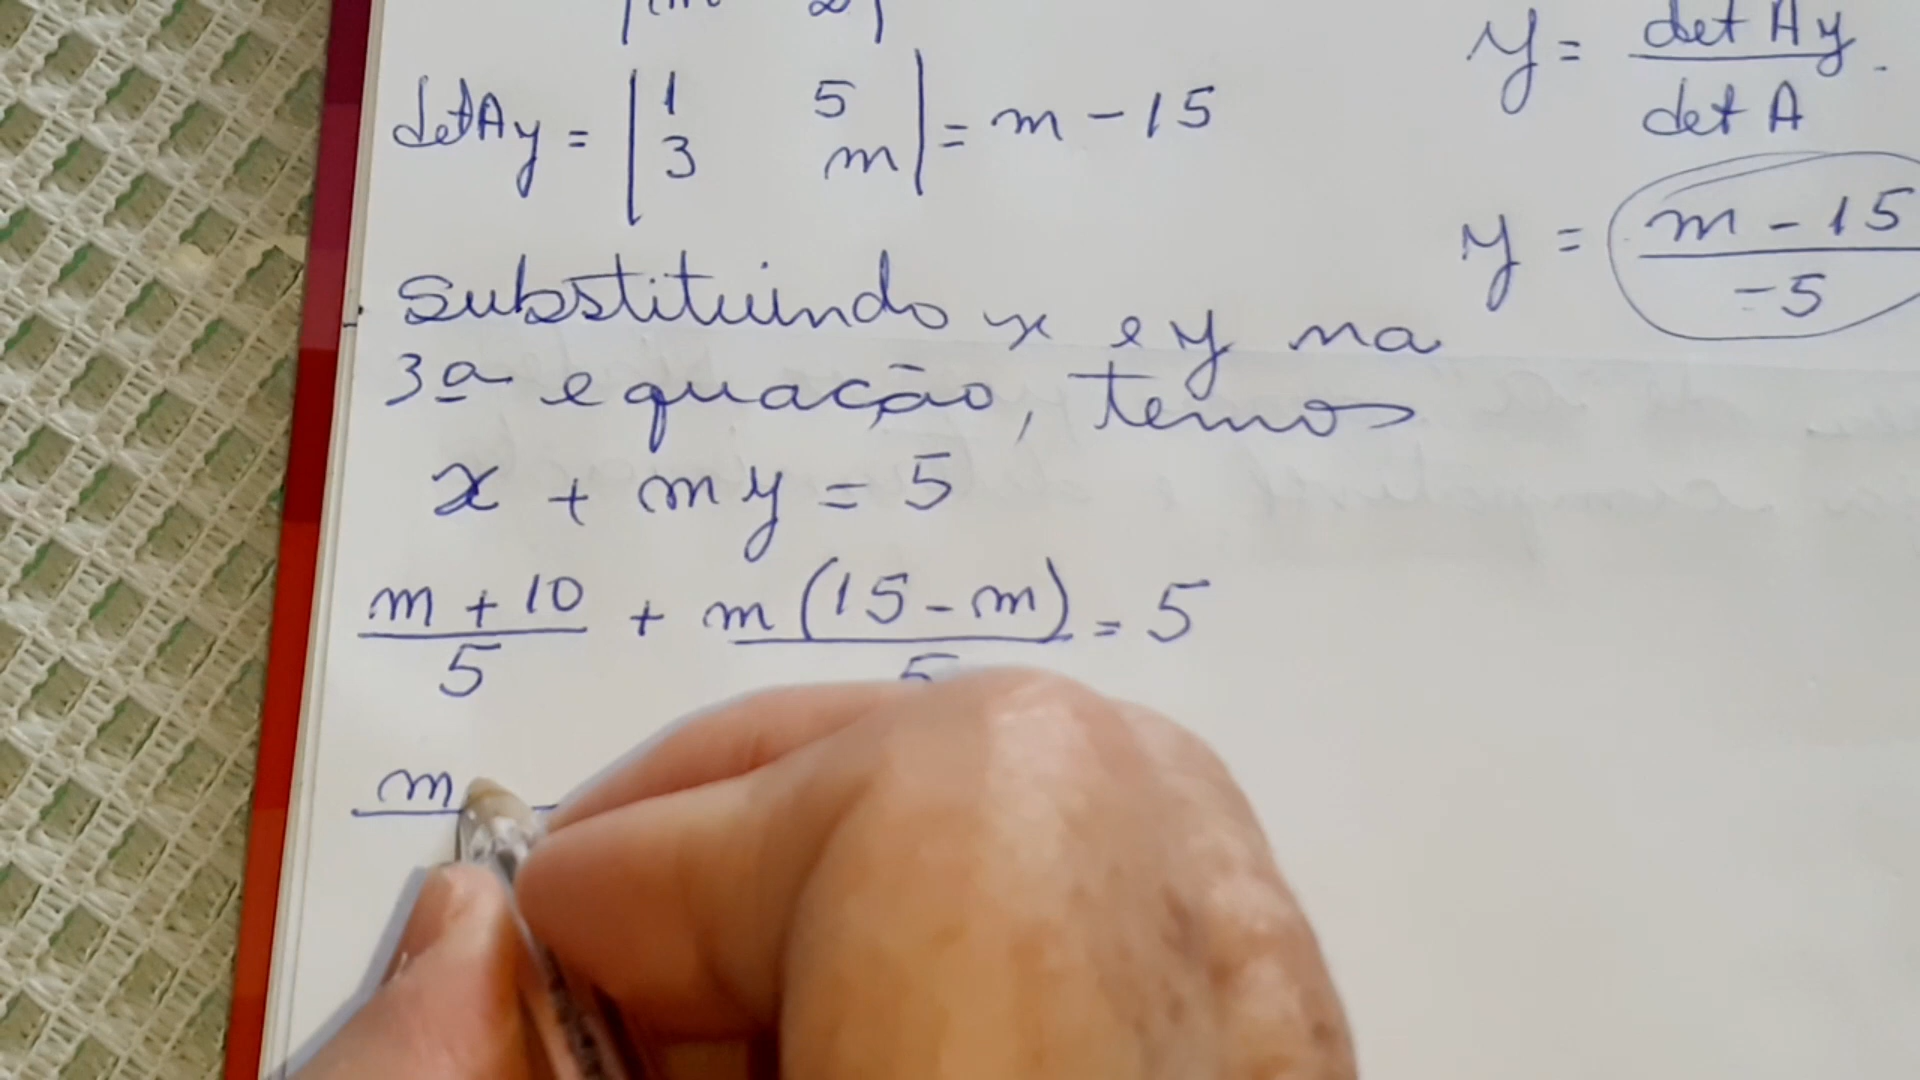 y = det Ay / det A
det Ay = | 1 5 | = m - 15
| 3 m |
y = m - 15 / -5
substituindo x e y na
3ª equação, temos
x + my = 5
m + 10 / 5 + m (15 - m) / 5 = 5
m